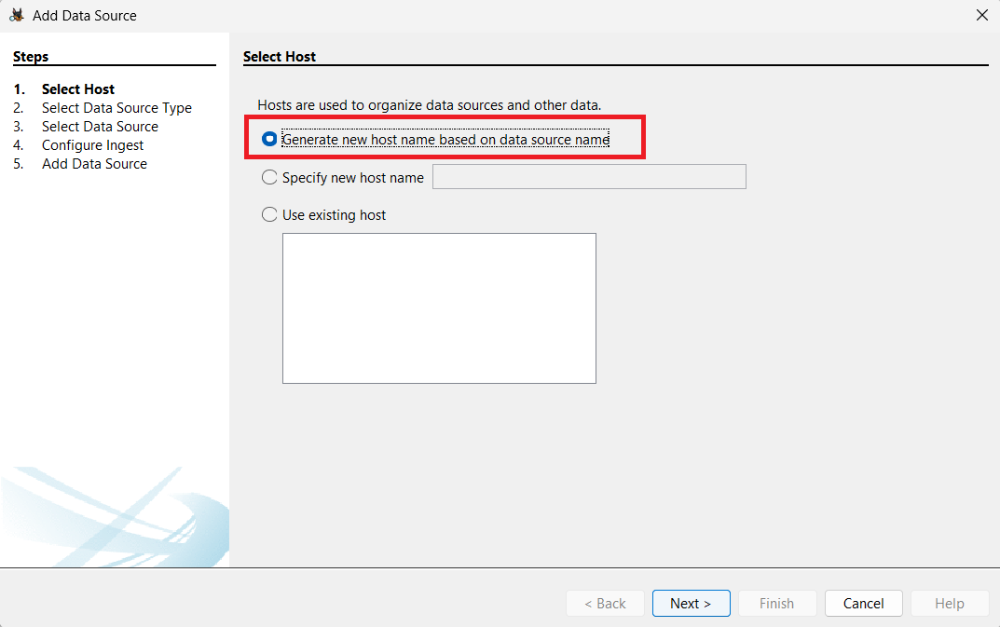 Add Data Source
Steps
1. Select Host
2. Select Data Source Type
3. Select Data Source
4. Configure Ingest
5. Add Data Source
Select Host
Hosts are used to organize data sources and other data.
Generate new host name based on data source name
Specify new host name
Use existing host
< Back
Next >
Finish
Cancel
Help